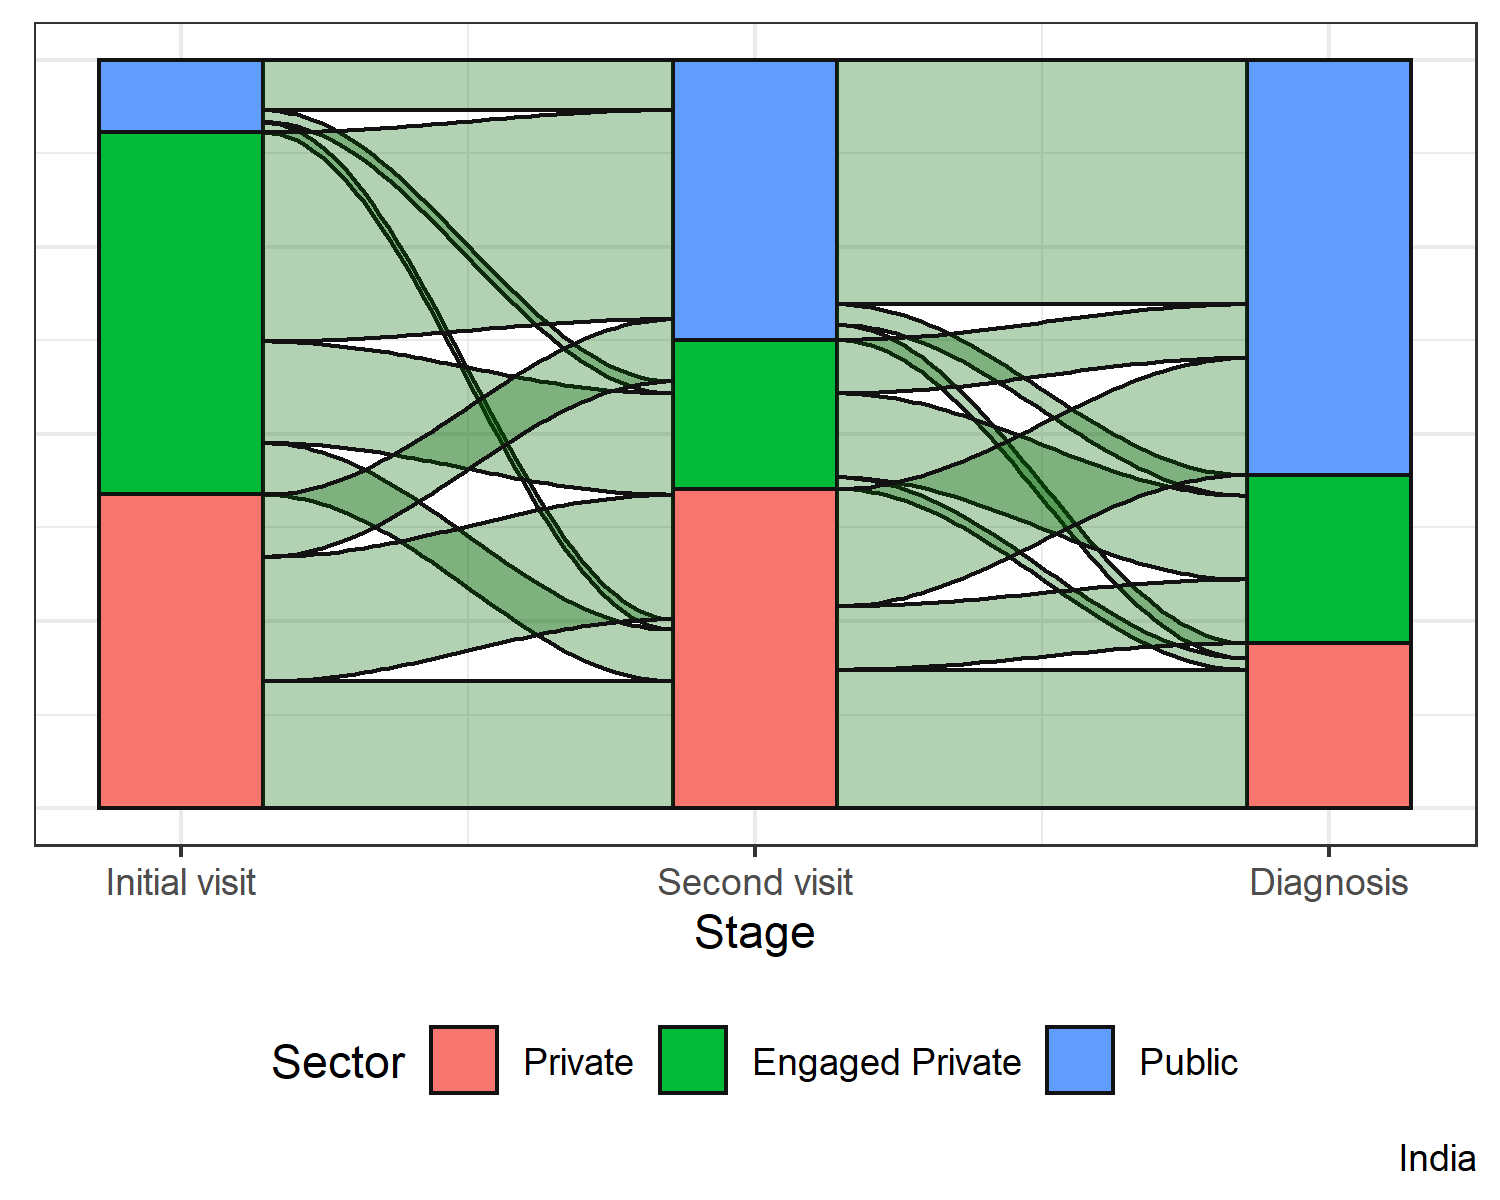 Initial visit Second visit Diagnosis
Stage
Sector Private Engaged Private Public
India